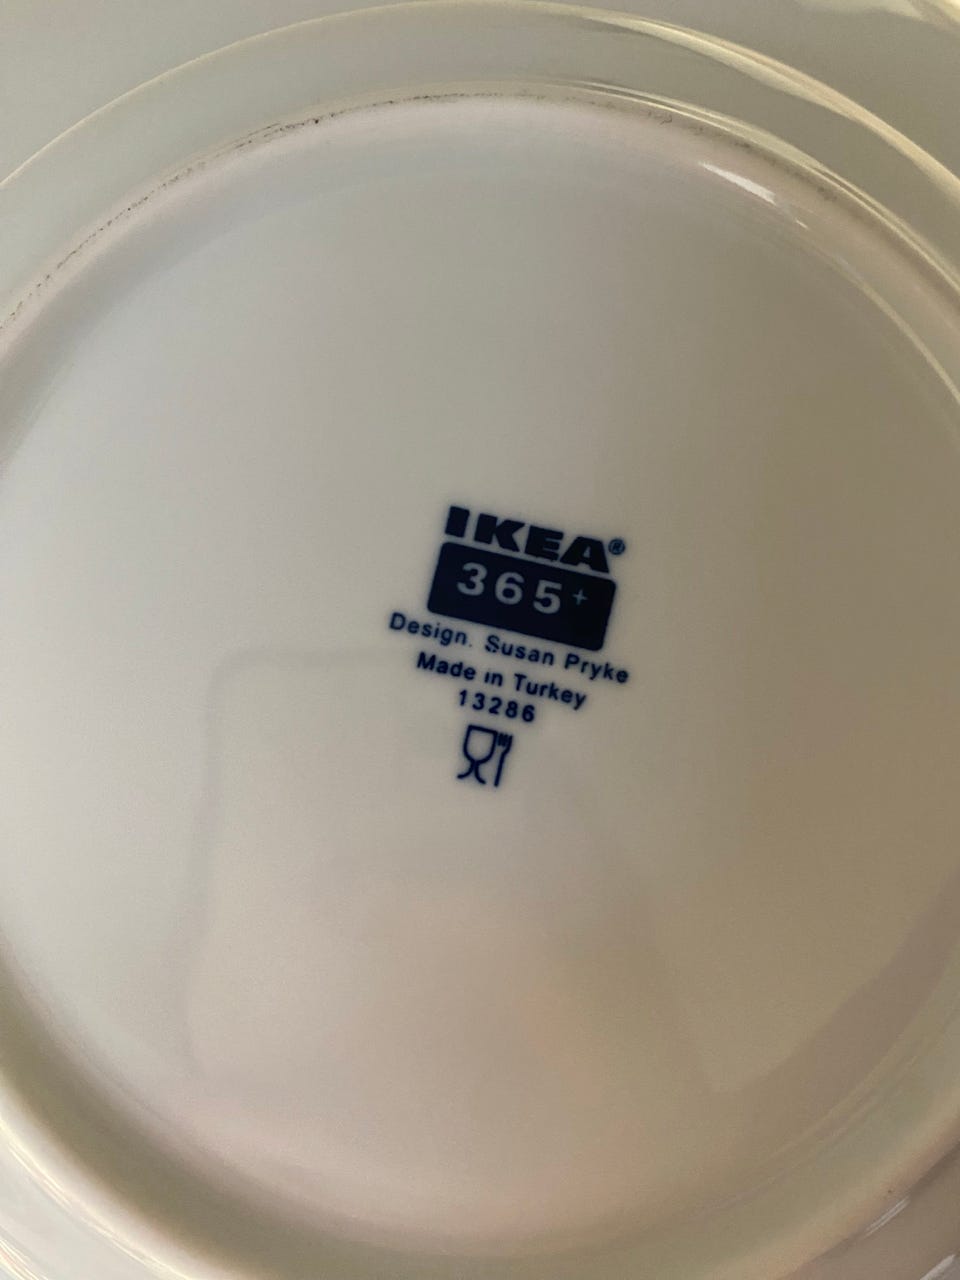 IKEA®
365+
Design. Susan Pryke
Made in Turkey
13286